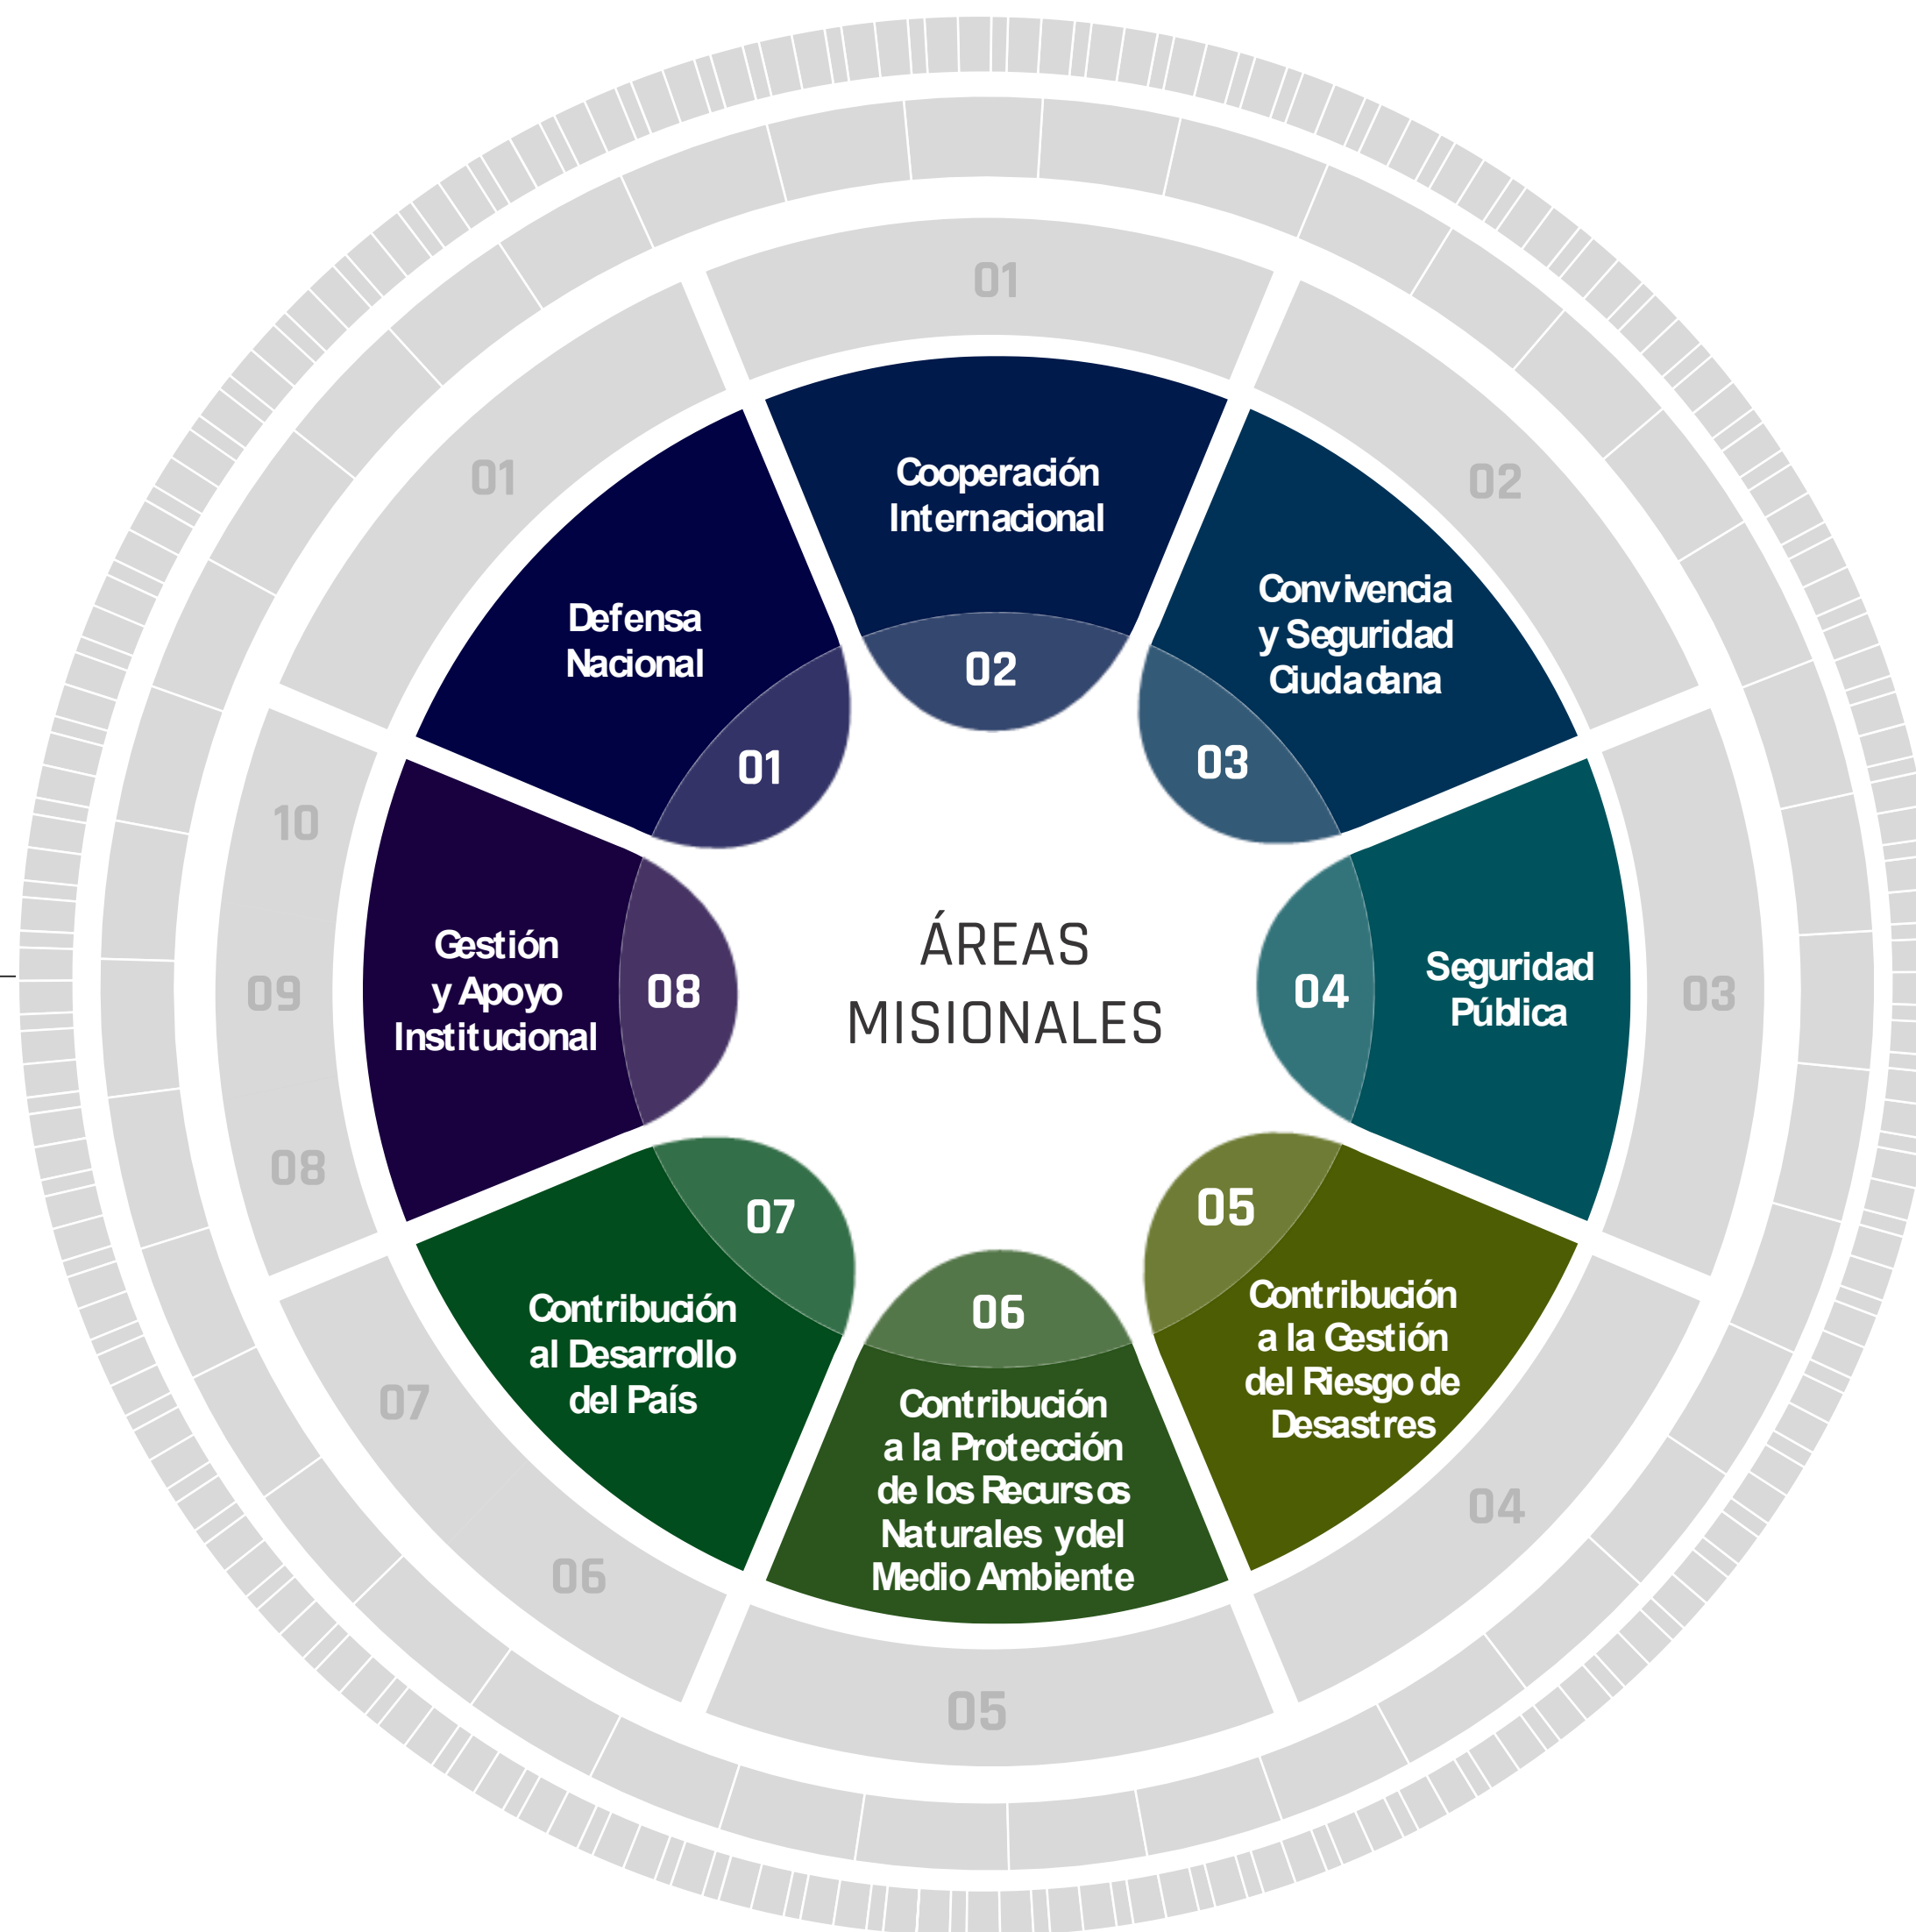 01
01
02
03
04
05
06
07
08
09
10
Defensa
Nacional
01
Cooperación
Internacional
02
Convivencia
y Seguridad
Ciudadana
03
Seguridad
Pública
04
Contribución
a la Gestión
del Riesgo de
Desastres
05
Contribución
a la Protección
de los Recursos
Naturales ydel
Medio Ambiente
06
Contribución
al Desarrollo
del País
07
Gestión
y Apoyo
Institucional
08
ÁREAS
MISIONALES